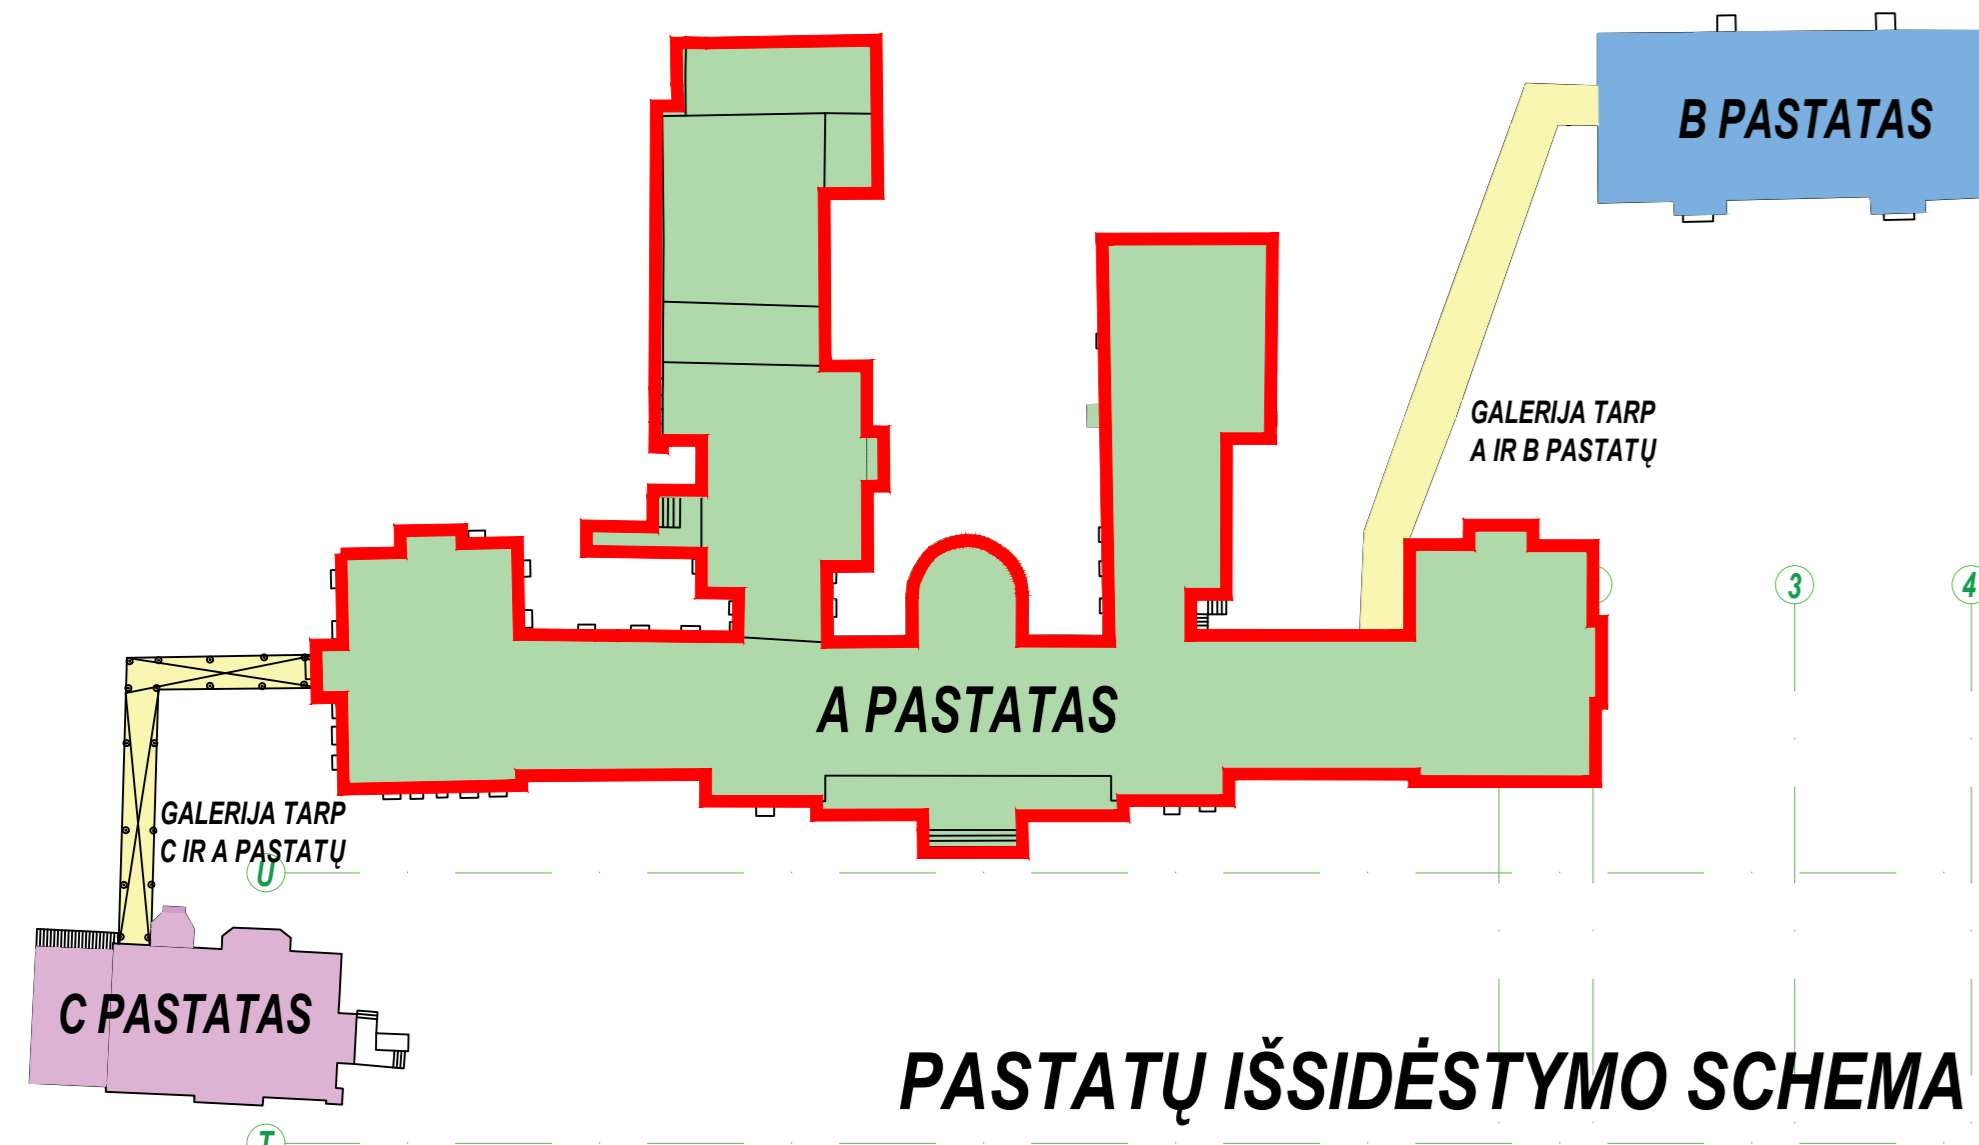 B PASTATAS
GALERIJA TARP
A IR B PASTATŲ
3
4
A PASTATAS
GALERIJA TARP
C IR A PASTATŲ
U
C PASTATAS
PASTATŲ IŠSIDĖSTYMO SCHEMA
T